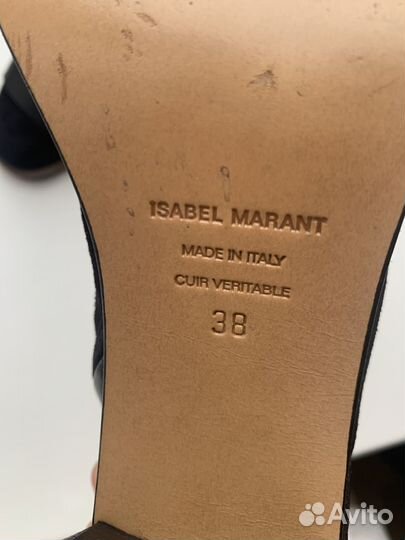 ISABEL MARANT
MADE IN ITALY
CUIR VERITABLE
38
Avito